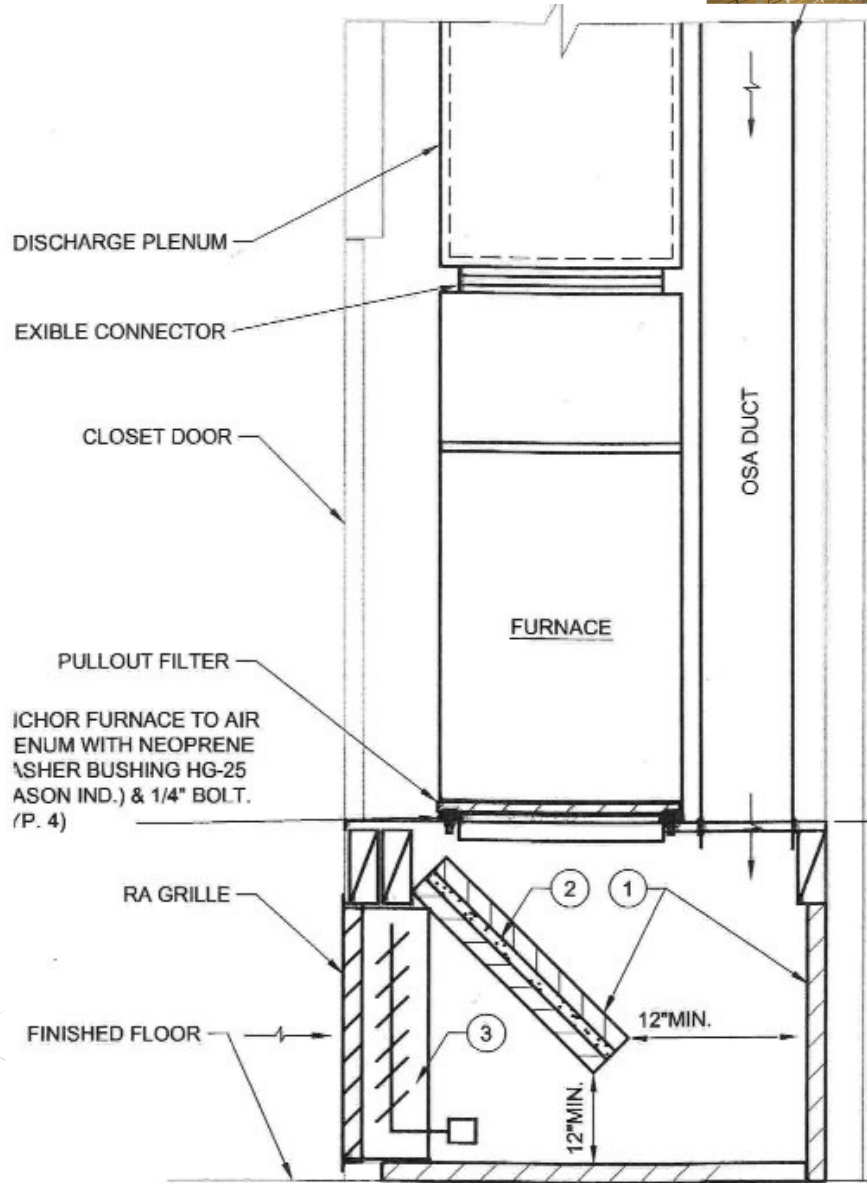 DISCHARGE PLENUM
EXIBLE CONNECTOR
CLOSET DOOR
OSA DUCT
FURNACE
PULLOUT FILTER
ICHOR FURNACE TO AIR
ENUM WITH NEOPRENE
ASHER BUSHING HG-25
ASON IND.) & 1/4" BOLT.
YP. 4)
RA GRILLE
2
1
12"MIN.
FINISHED FLOOR
3
12"MIN.